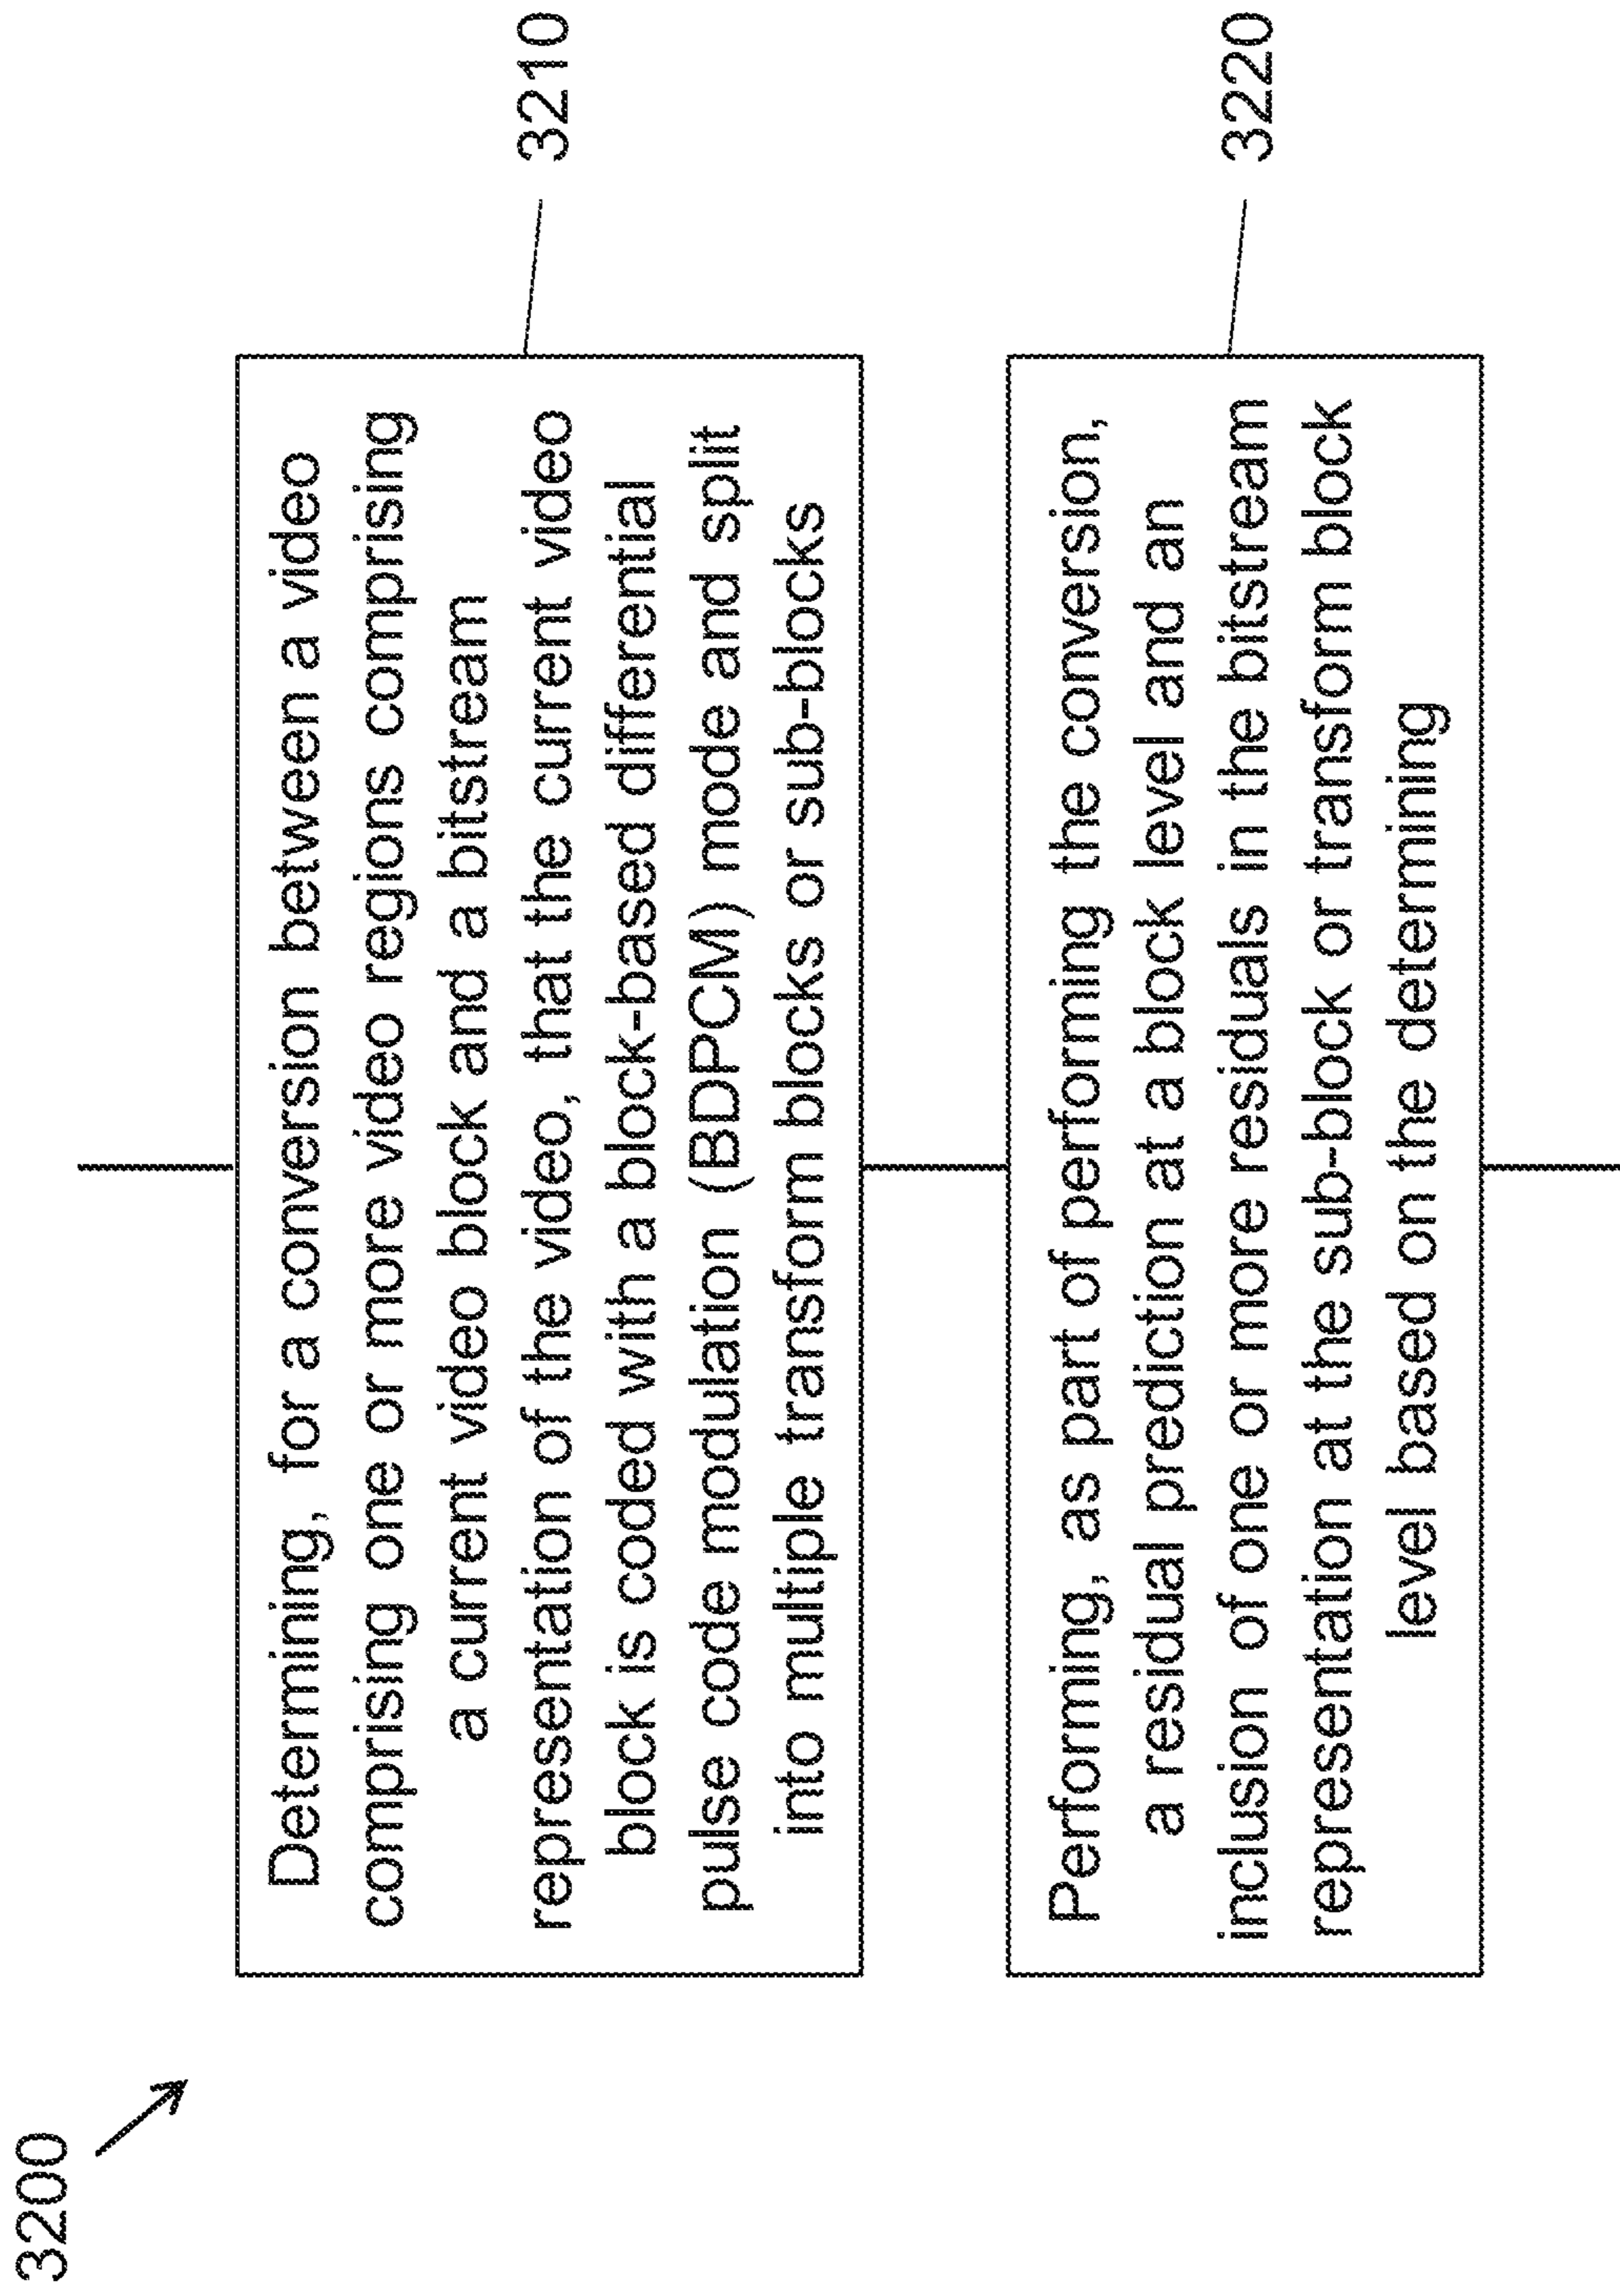 3200
Determining, for a conversion between a video
comprising one or more video regions comprising
a current video block and a bitstream
representation of the video, that the current video
block is coded with a block-based differential
pulse code modulation (BDPCM) mode and split
into multiple transform blocks or sub-blocks
3210
Performing, as part of performing the conversion,
a residual prediction at a block level and an
inclusion of one or more residuals in the bitstream
representation at the sub-block or transform block
level based on the determining
3220